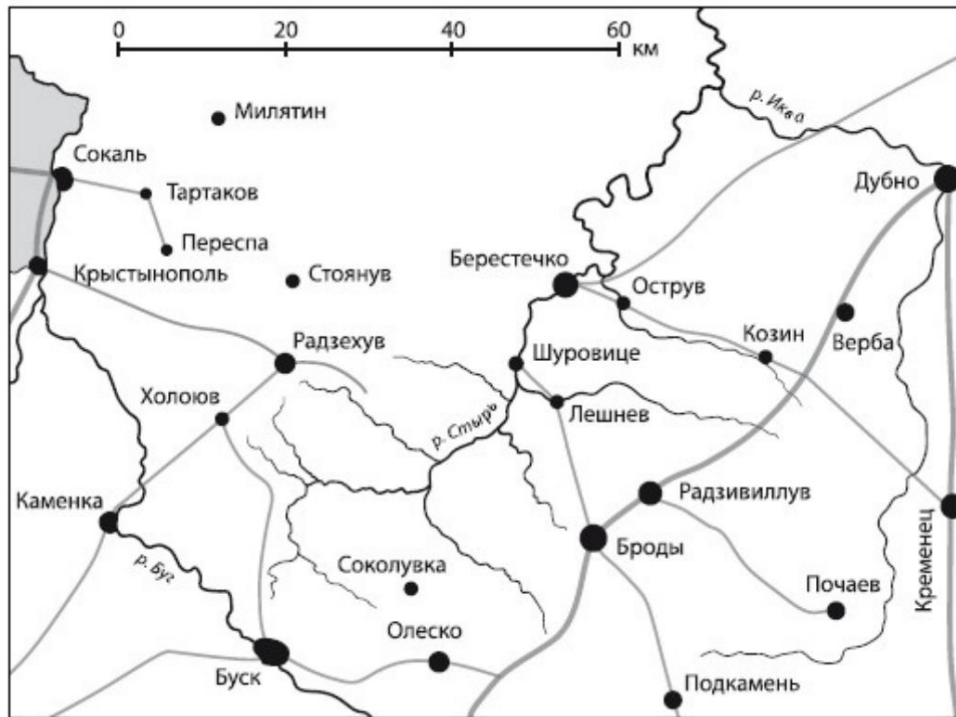 0 20 40 60
км
р. Иква
Милятин
Сокаль
Тартаков
Дубно
Переспа
Крыстынополь
Стоянув
Берестечко
Острув
Козин
Верба
Радзехув
Шуровице
Холоюв
Лешнев
р. Стырь
Каменка
Радзивиллув
Броды
Кременец
р. Буг
Соколувка
Почаев
Олеско
Буск
Подкамень